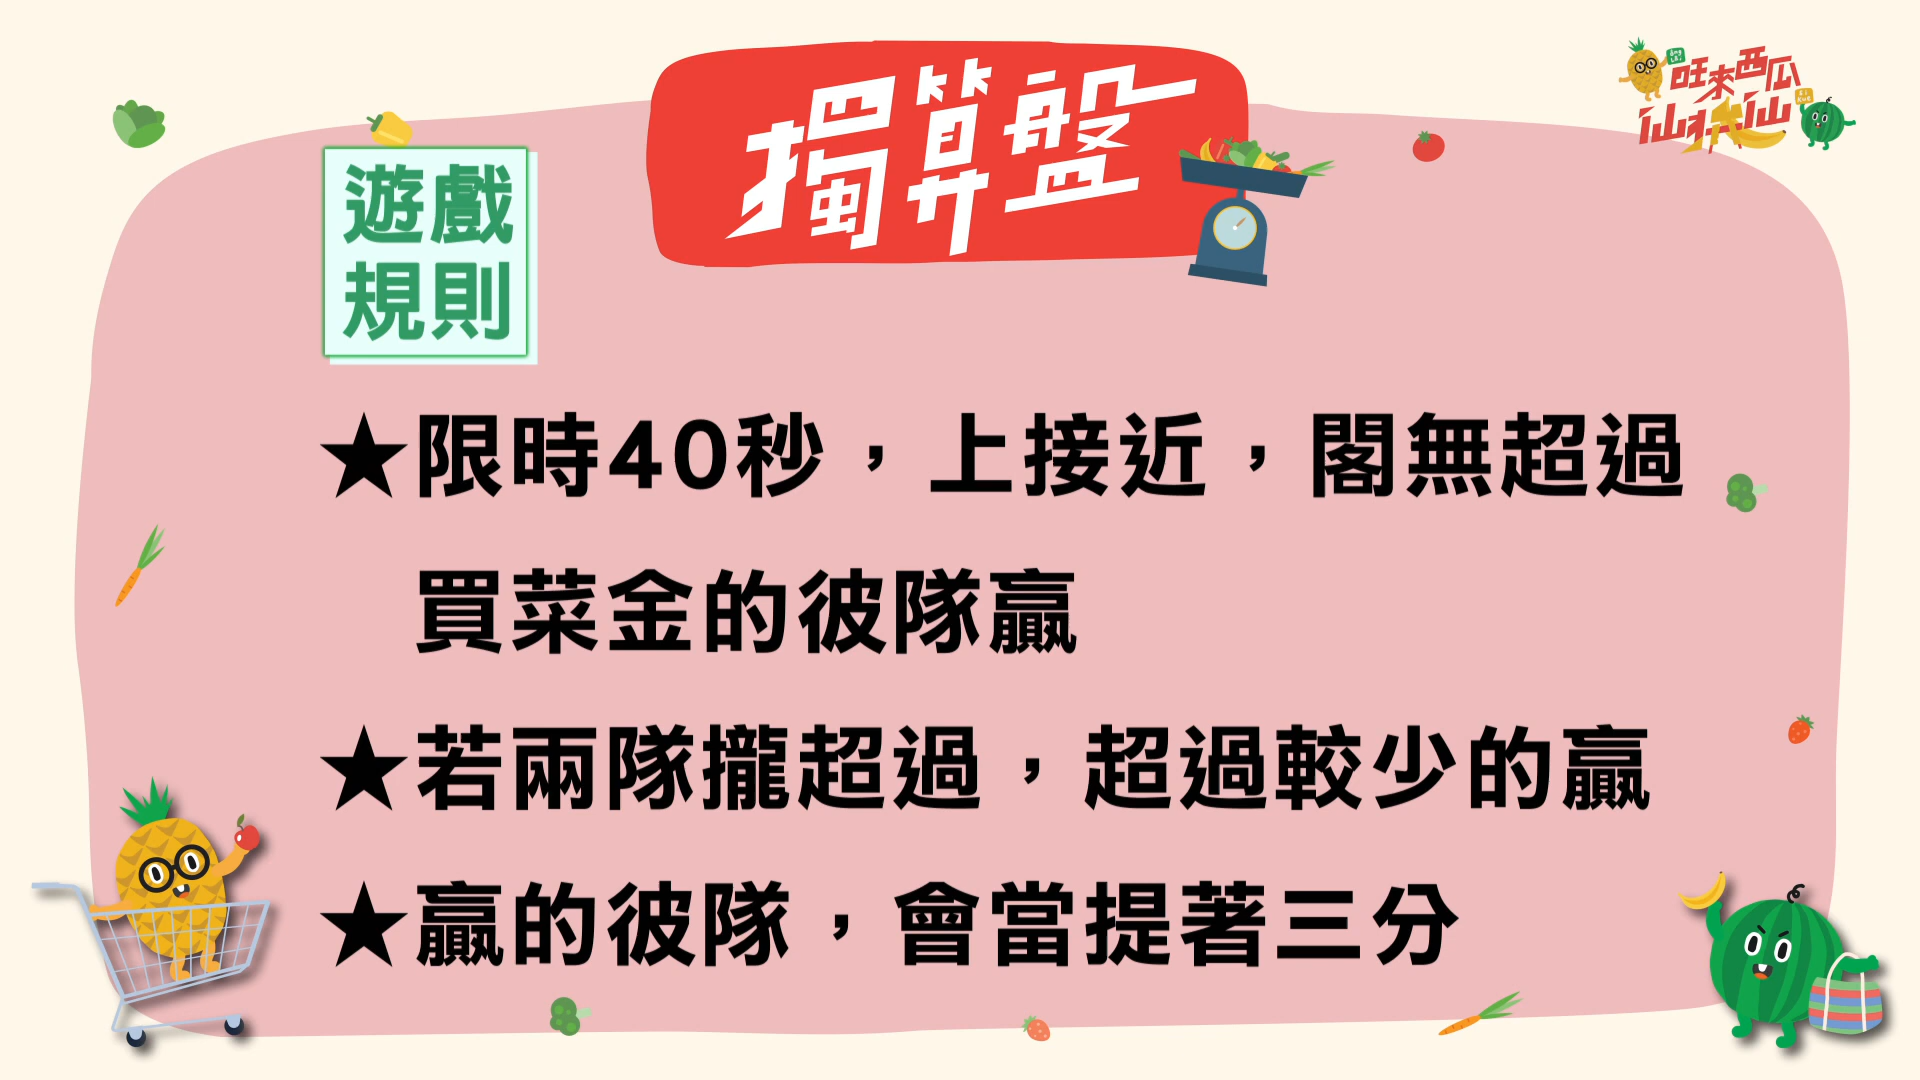 擉算盤
旺來西瓜
仙拚仙
遊戲
規則
★限時40秒，上接近，閣無超過
買菜金的彼隊贏
★若兩隊攏超過，超過較少的贏
★贏的彼隊，會當提著三分